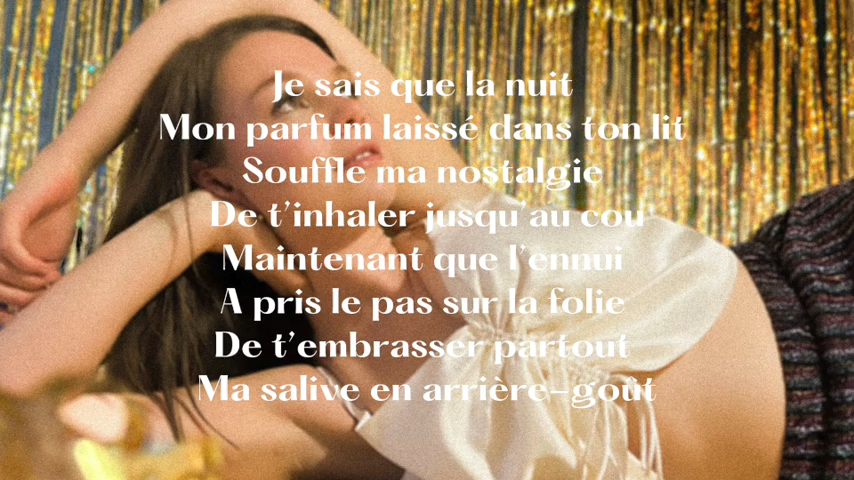 Je sais que la nuit
Mon parfum laissé dans ton lit
Souffle ma nostalgie
De t'inhaler jusqu'au cou
Maintenant que l'ennui
A pris le pas sur la folie
De t'embrasser partout
Ma salive en arrière-goût